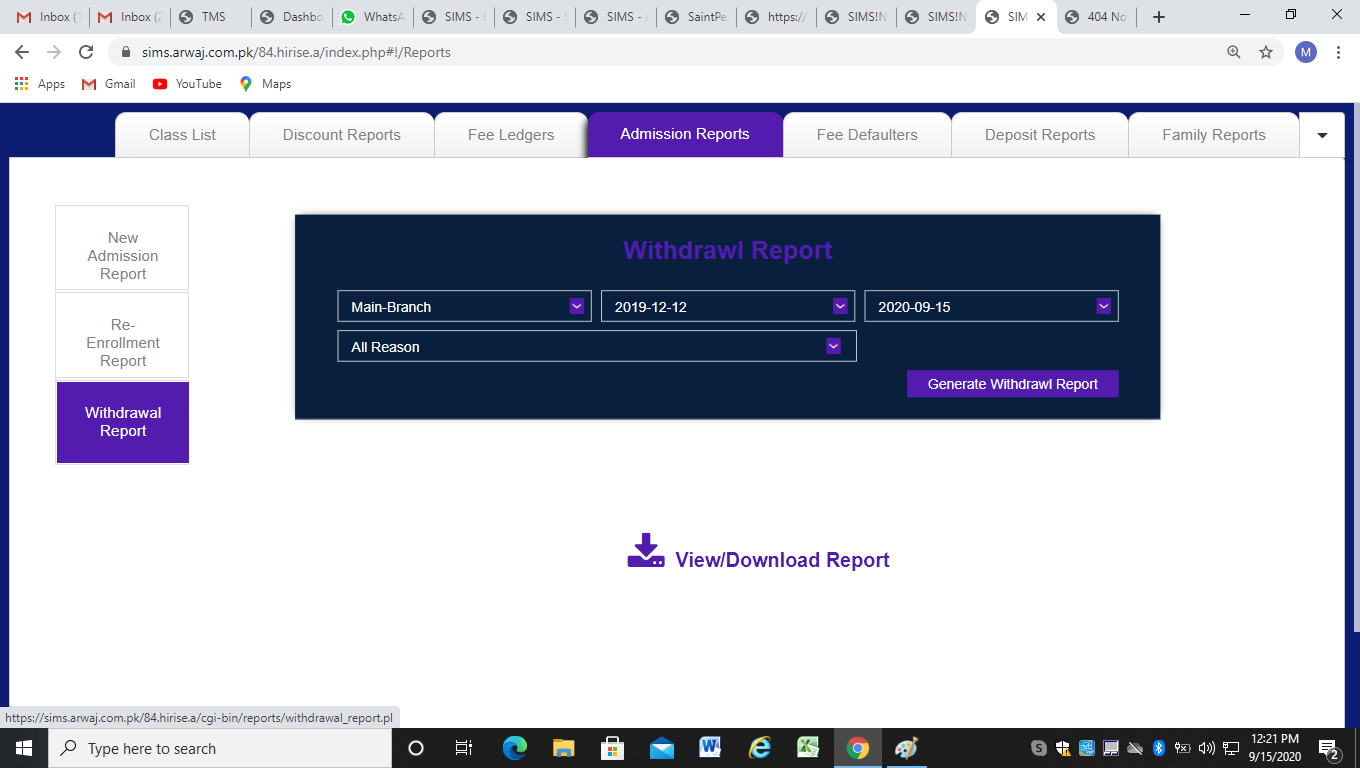 Inbox (
Inbox (2
TMS
Dashbo
WhatsA
SIMS -
SIMS -
SIMS -
SaintPe
https:/
SIMS!N
SIMS!N
SIM
404 No
sims.arwaj.com.pk/84.hirise.a/index.php#!/Reports
M
Apps
Gmail
YouTube
Maps
Class List
Discount Reports
Fee Ledgers
Admission Reports
Fee Defaulters
Deposit Reports
Family Reports
New
Admission
Report
Re-
Enrollment
Report
Withdrawal
Report
Withdrawl Report
Main-Branch
2019-12-12
2020-09-15
All Reason
Generate Withdrawl Report
View/Download Report
https://sims.arwaj.com.pk/84.hirise.a/cgi-bin/reports/withdrawal_report.pl
Type here to search
12:21 PM
9/15/2020
2